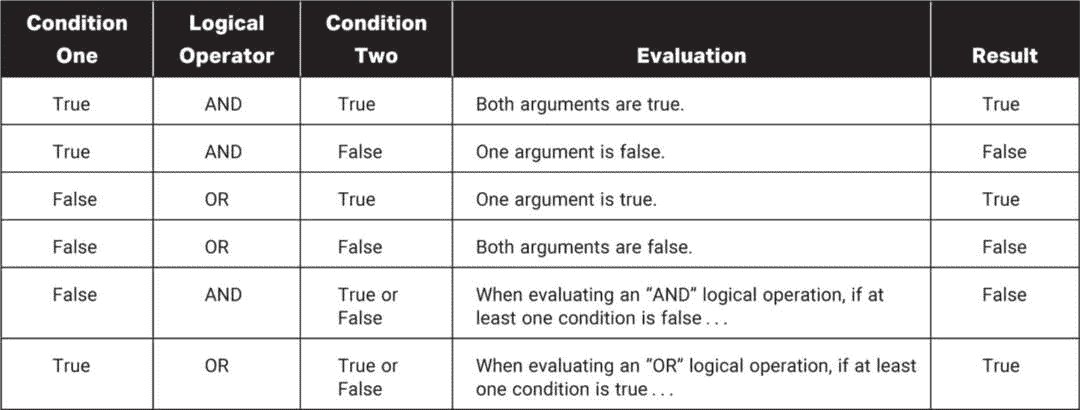 Condition One Logical Operator Condition Two Evaluation Result
True AND True Both arguments are true. True
True AND False One argument is false. False
False OR True One argument is true. True
False OR False Both arguments are false. False
False AND True or False When evaluating an “AND” logical operation, if at
least one condition is false . . . False
True OR True or False When evaluating an “OR” logical operation, if at least
one condition is true . . . True